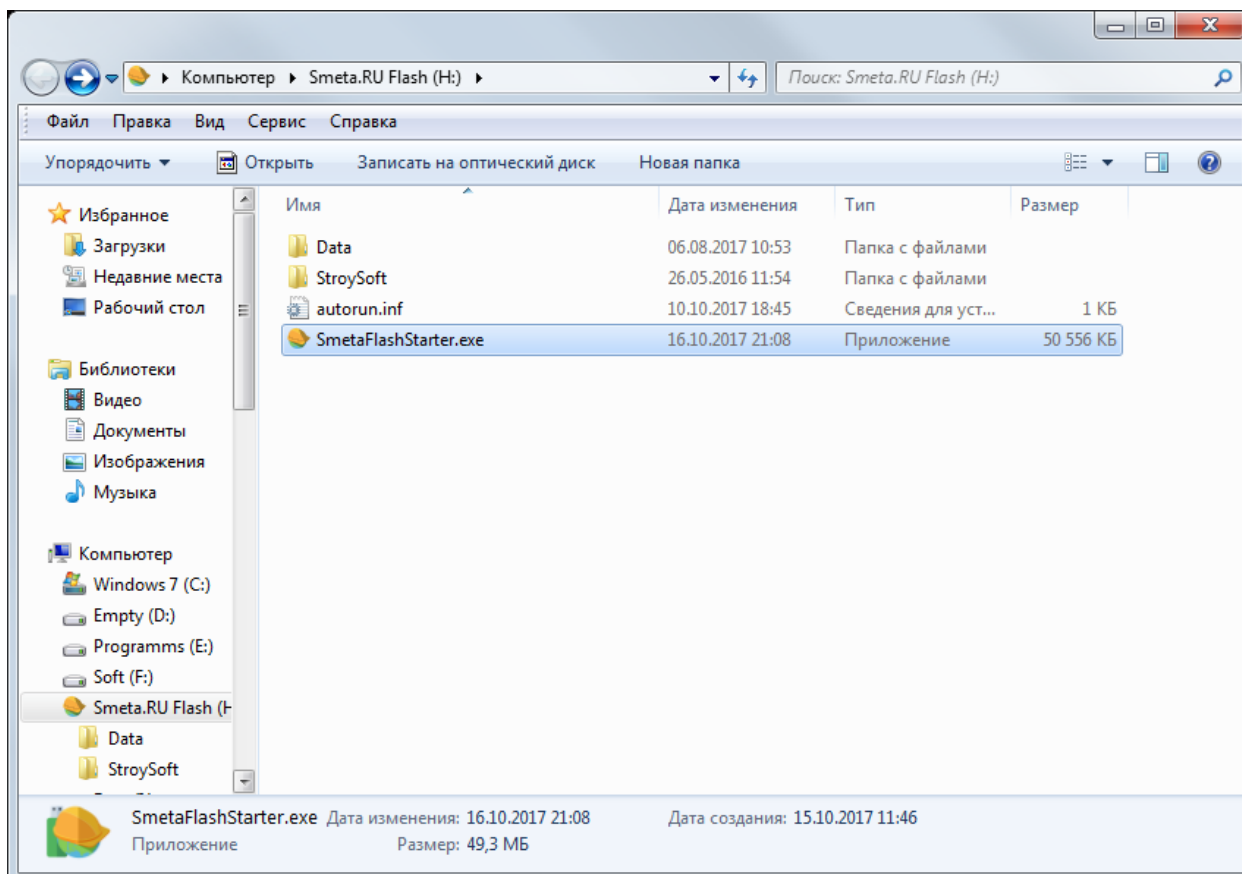 Компьютер Smeta.RU Flash (H:) Поиск: Smeta.RU Flash (H:)
Файл Правка Вид Сервис Справка
Упорядочить Открыть Записать на оптический диск Новая папка
Избранное
Загрузки
Недавние места
Рабочий стол
Библиотеки
Видео
Документы
Изображения
Музыка
Компьютер
Windows 7 (C:)
Empty (D:)
Programms (E:)
Soft (F:)
Smeta.RU Flash (H
Data
StroySoft
Имя Дата изменения Тип Размер
Data 06.08.2017 10:53 Папка с файлами
StroySoft 26.05.2016 11:54 Папка с файлами
autorun.inf 10.10.2017 18:45 Сведения для уст... 1 КБ
SmetaFlashStarter.exe 16.10.2017 21:08 Приложение 50 556 КБ
SmetaFlashStarter.exe Дата изменения: 16.10.2017 21:08 Дата создания: 15.10.2017 11:46
Приложение Размер: 49,3 МБ